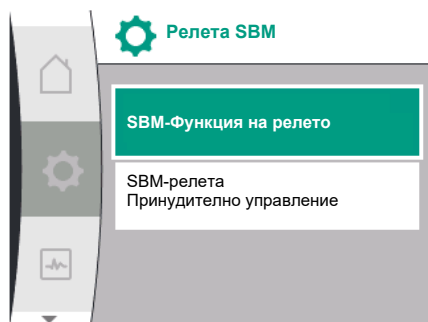 Релета SBM
SBM-Функция на релето
SBM-релета
Принудително управление